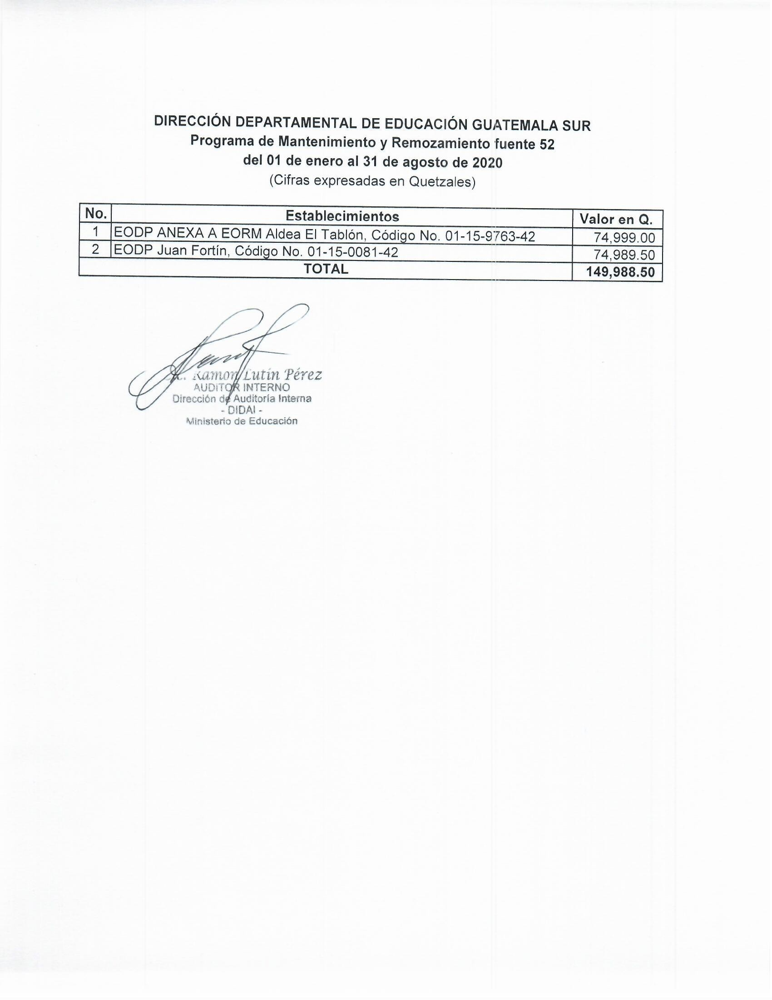 DIRECCIÓN DEPARTAMENTAL DE EDUCACIÓN GUATEMALA SUR
Programa de Mantenimiento y Remozamiento fuente 52
del 01 de enero al 31 de agosto de 2020
(Cifras expresadas en Quetzales)
No. Establecimientos Valor en Q.
1 EODP ANEXA A EORM Aldea El Tablón, Código No. 01-15-9763-42 74,999.00
2 EODP Juan Fortín, Código No. 01-15-0081-42 74,989.50
TOTAL 149,988.50
Ramon Lutín Pérez
AUDITOR INTERNO
Dirección de Auditoría Interna
- DIDAI -
Ministerio de Educación